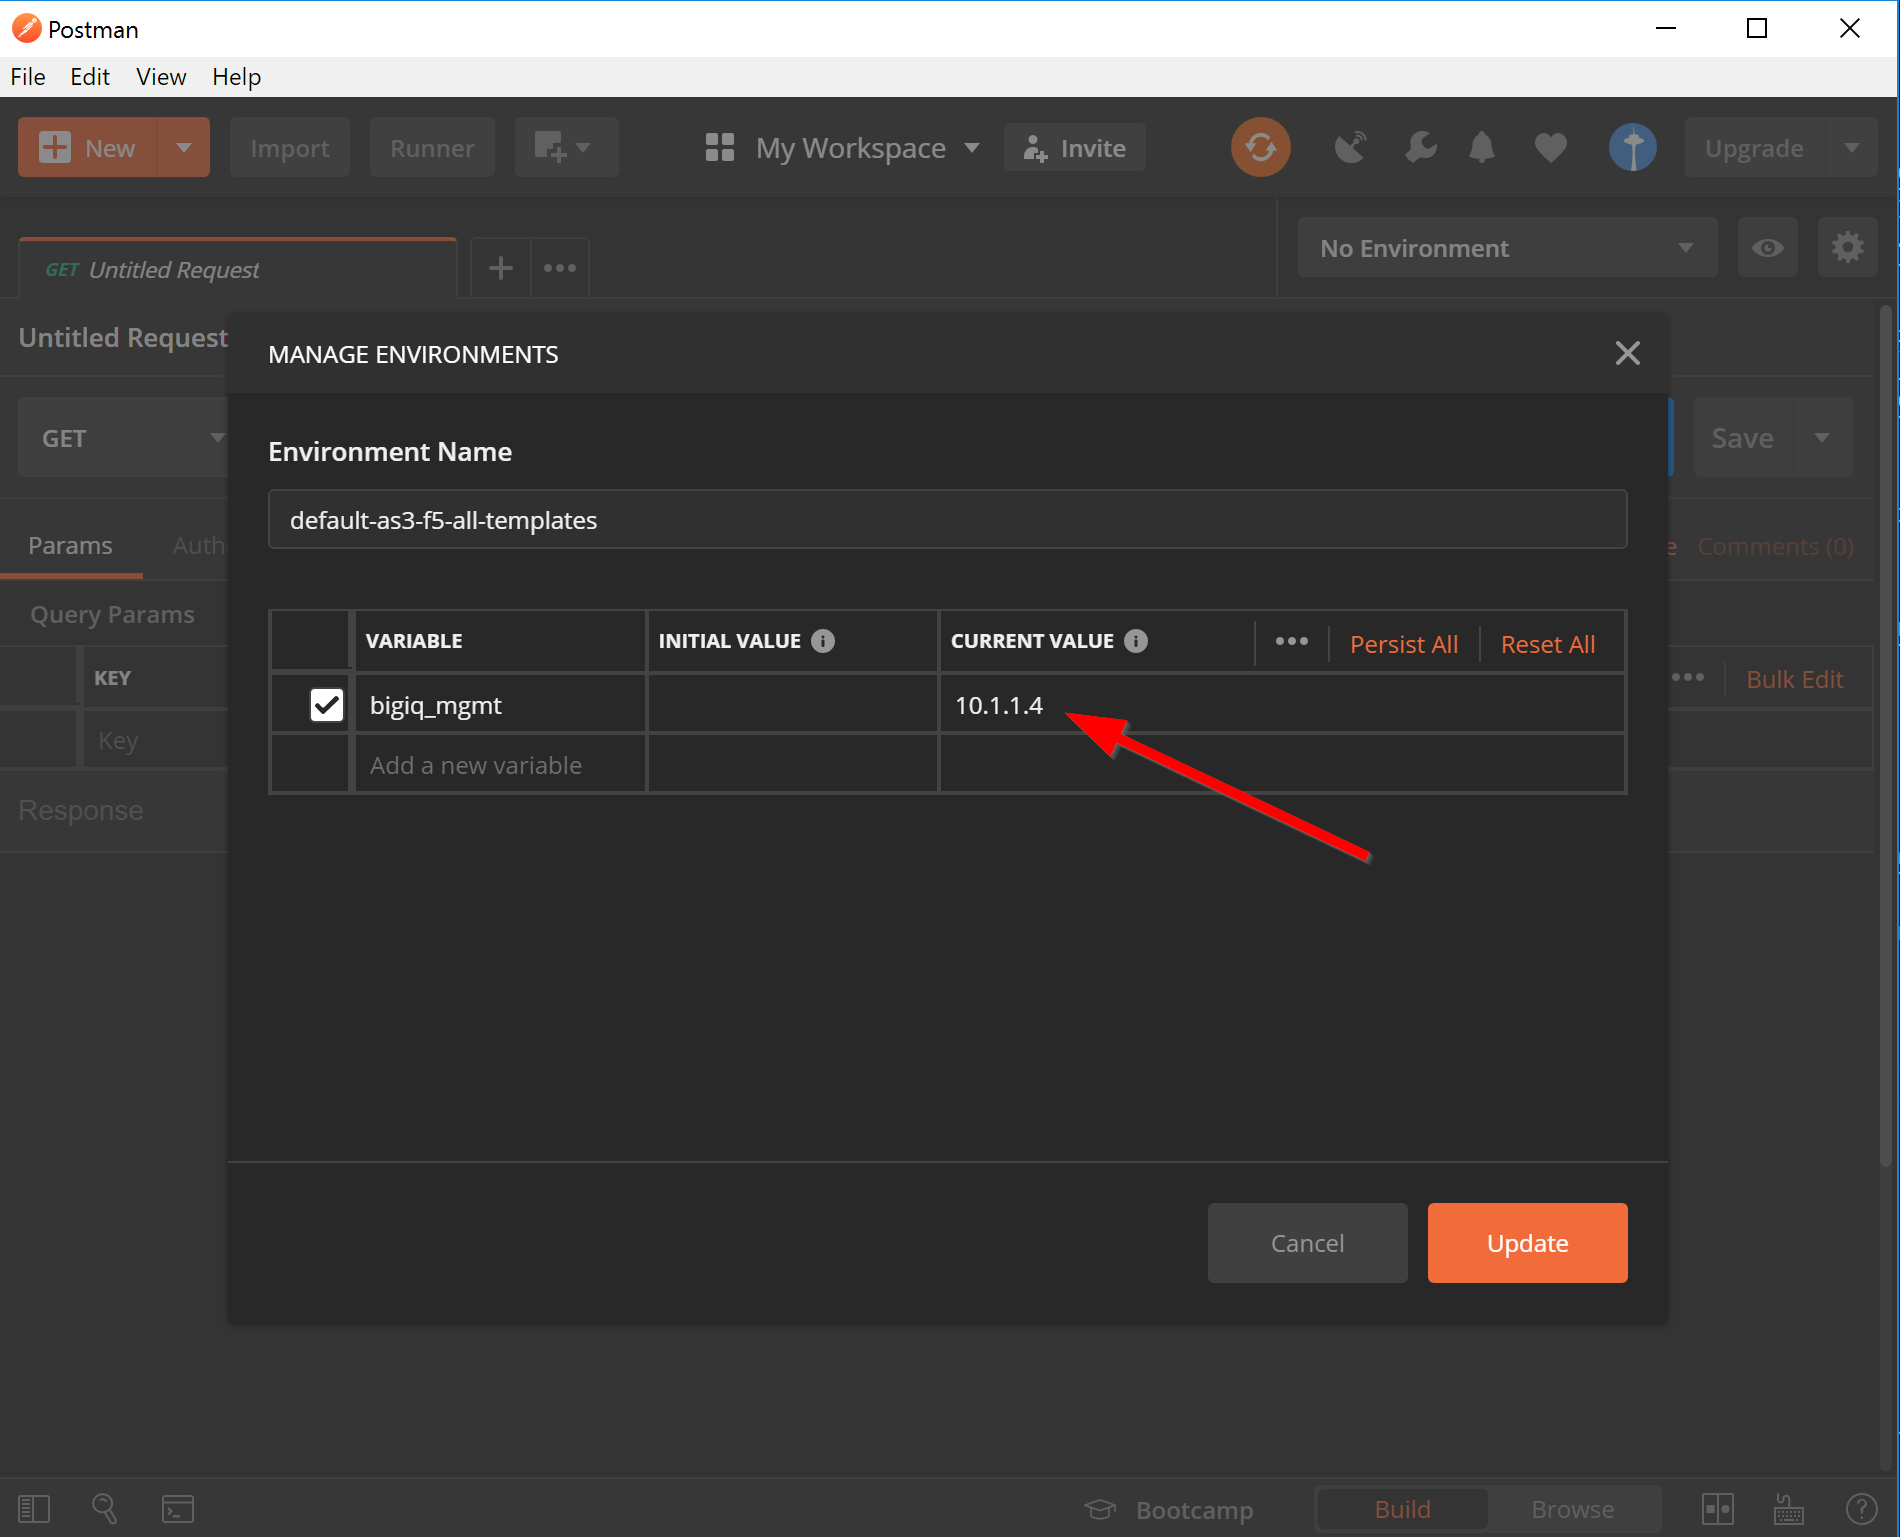 Postman
File Edit View Help
New Import Runner My Workspace Invite Upgrade
GET Untitled Request No Environment
Untitled Request
MANAGE ENVIRONMENTS
GET Save
Environment Name
default-as3-f5-all-templates
Params Comments (0)
Query Params
VARIABLE INITIAL VALUE CURRENT VALUE Persist All Reset All
KEY Bulk Edit
bigiq_mgmt 10.1.1.4
Key
Add a new variable
Response
Cancel Update
Bootcamp Build Browse